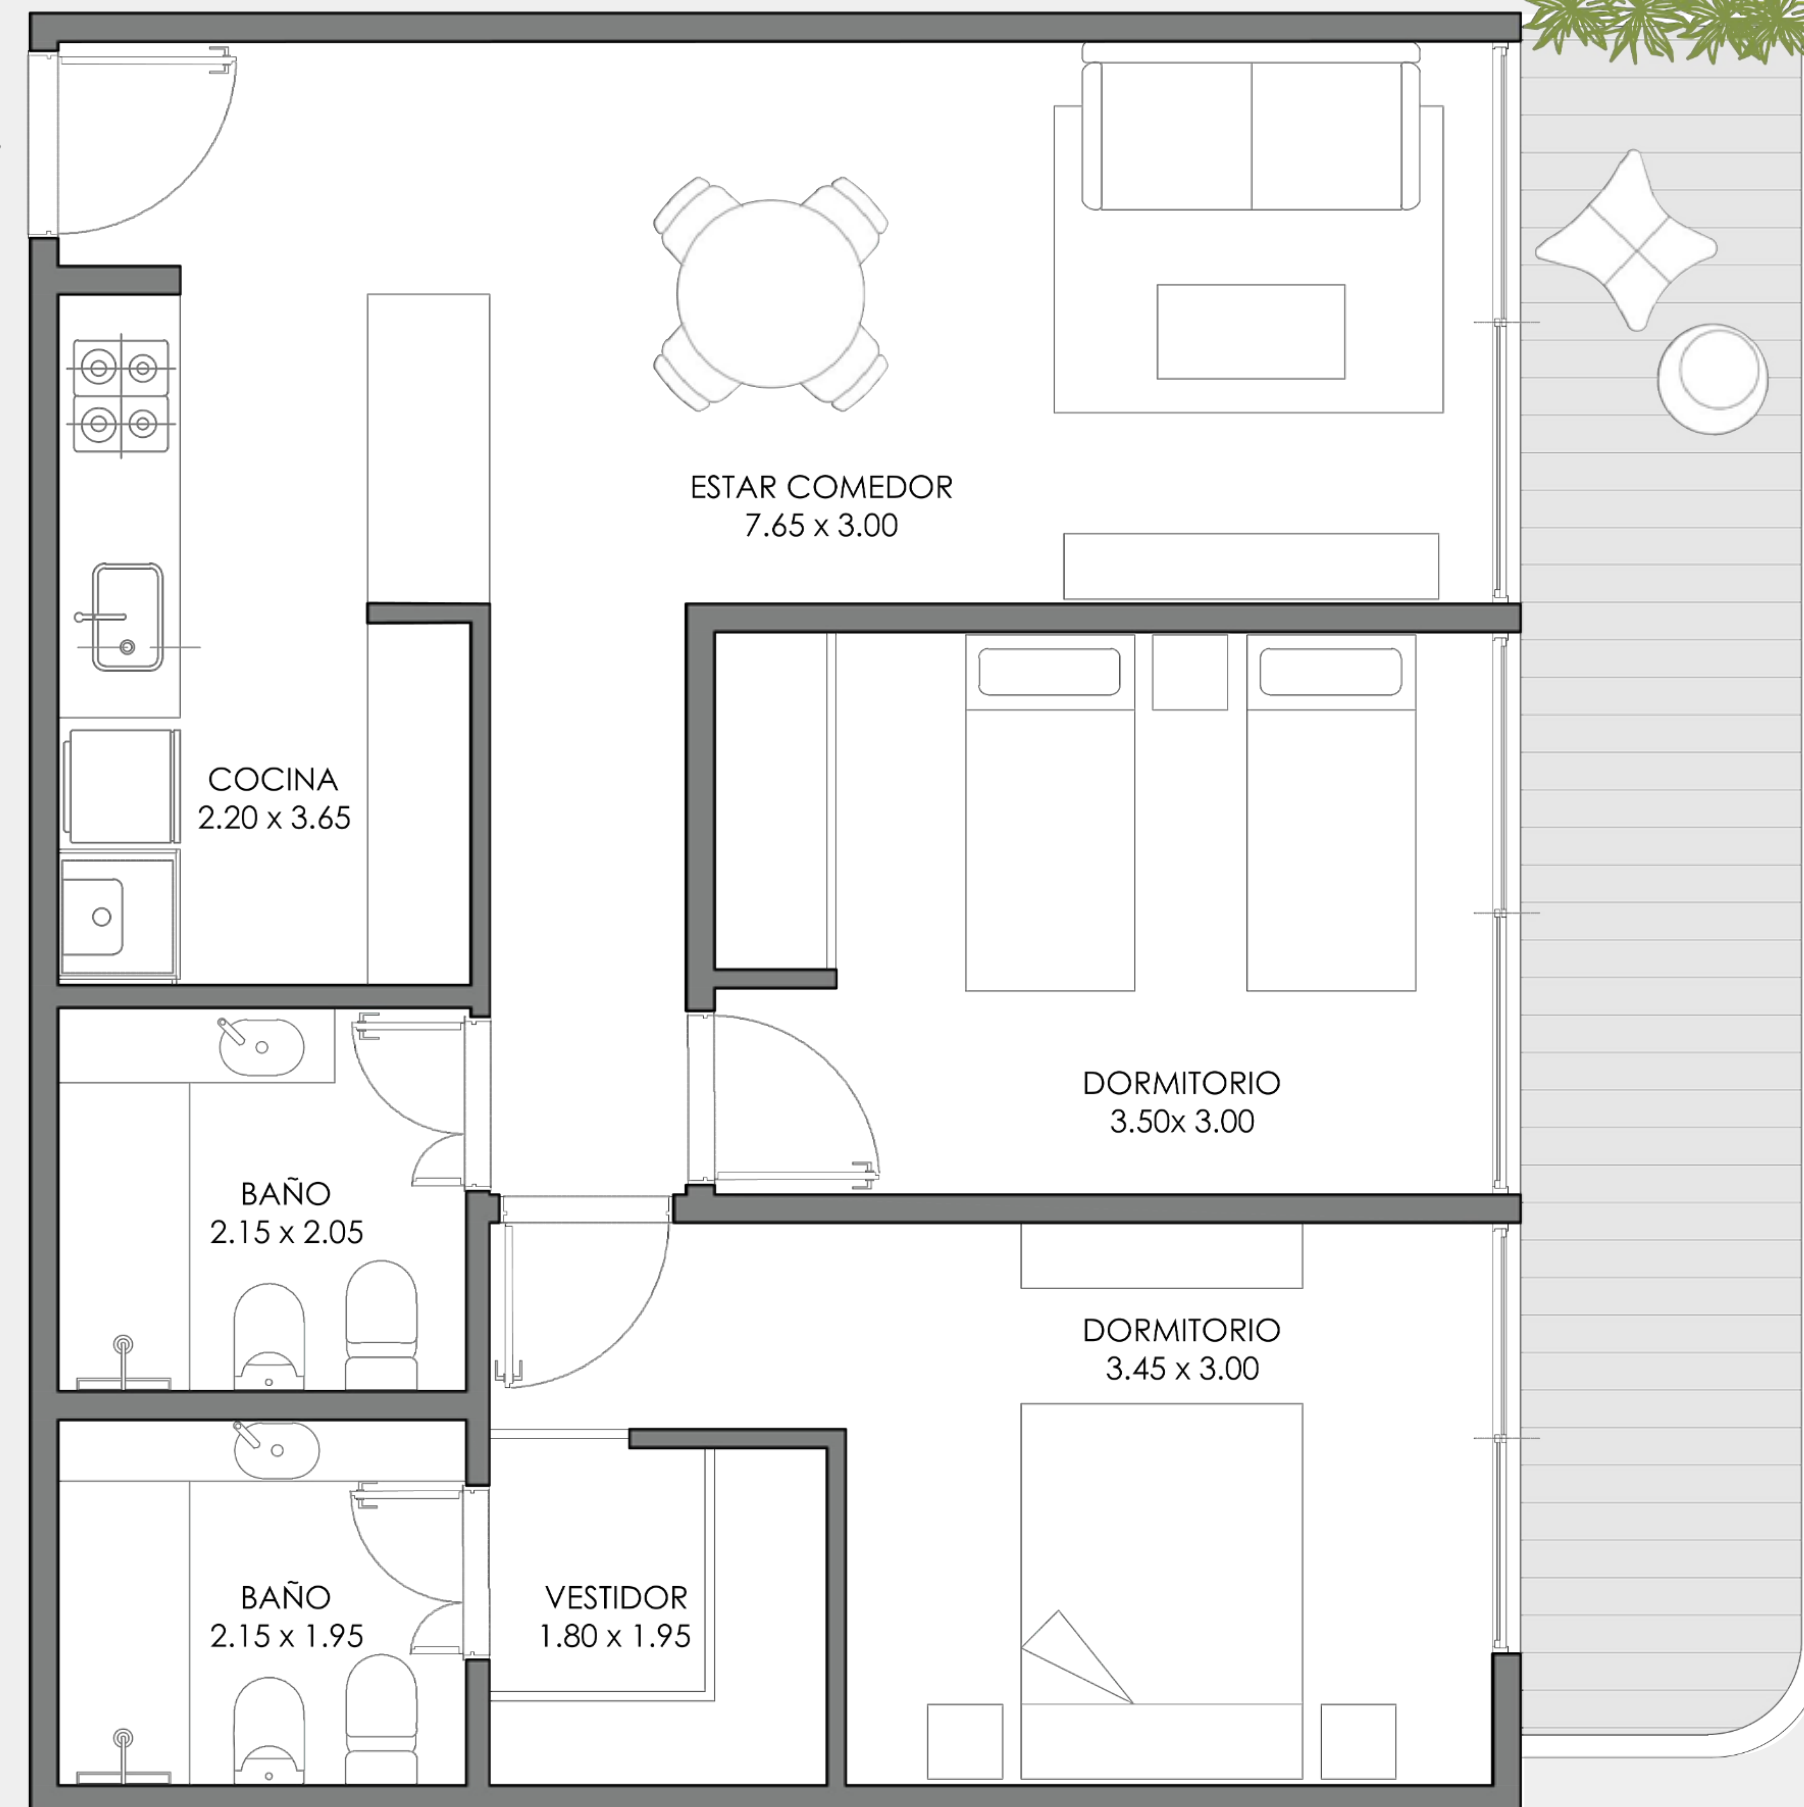 ESTAR COMEDOR
7.65 x 3.00
COCINA
2.20 x 3.65
DORMITORIO
3.50x 3.00
BAÑO
2.15 x 2.05
DORMITORIO
3.45 x 3.00
BAÑO
2.15 x 1.95
VESTIDOR
1.80 x 1.95